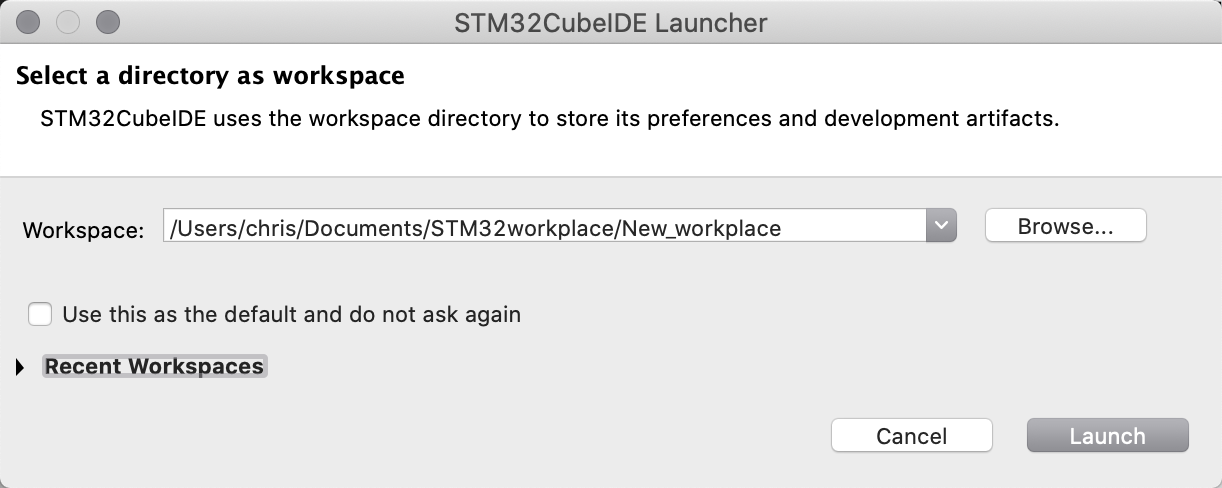 STM32CubeIDE Launcher
Select a directory as workspace
STM32CubeIDE uses the workspace directory to store its preferences and development artifacts.
Workspace: /Users/chris/Documents/STM32workplace/New_workplace Browse...
Use this as the default and do not ask again
Recent Workspaces
Cancel Launch